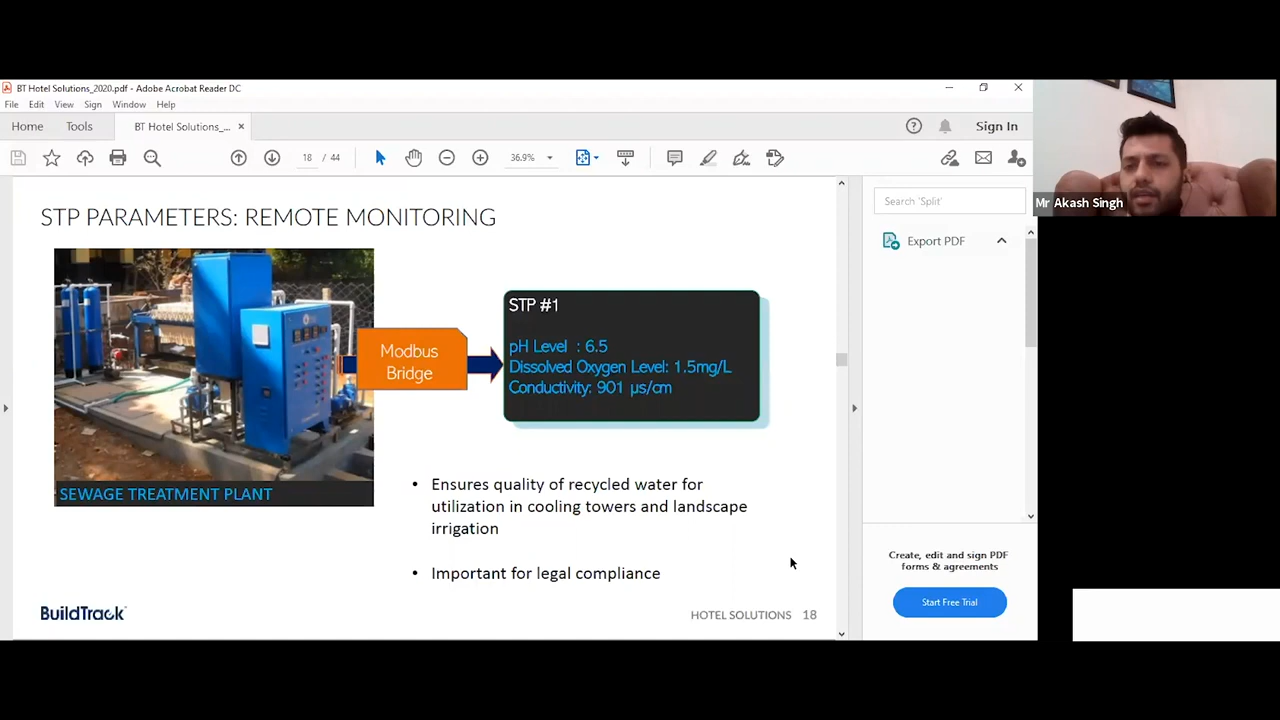 BT Hotel Solutions_2020.pdf - Adobe Acrobat Reader DC
File Edit View Sign Window Help
Home Tools BT Hotel Solutions_... × Sign In
18 / 44 36.9%
STP PARAMETERS: REMOTE MONITORING
SEWAGE TREATMENT PLANT
Modbus
Bridge
STP #1
pH Level : 6.5
Dissolved Oxygen Level: 1.5mg/L
Conductivity: 901 µs/cm
• Ensures quality of recycled water for
utilization in cooling towers and landscape
irrigation
• Important for legal compliance
BuildTrack
HOTEL SOLUTIONS 18
Search 'Split'
Export PDF
Create, edit and sign PDF
forms & agreements
Start Free Trial
Mr Akash Singh